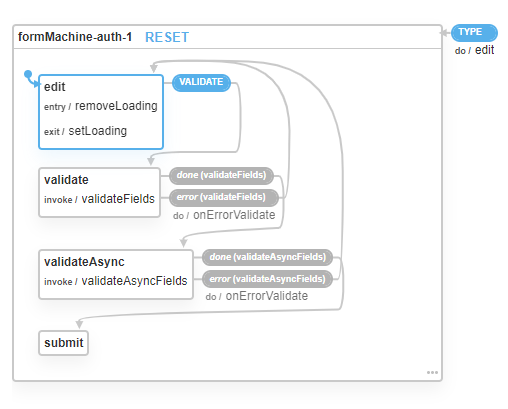 formMachine-auth-1 RESET
TYPE
do / edit
edit
VALIDATE
entry / removeLoading
exit / setLoading
validate
done (validateFields)
invoke / validateFields
error (validateFields)
do / onErrorValidate
validateAsync
done (validateAsyncFields)
invoke / validateAsyncFields
error (validateAsyncFields)
do / onErrorValidate
submit